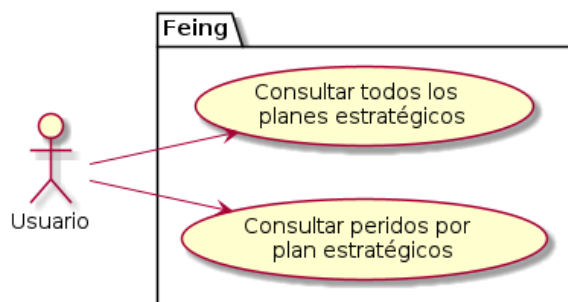 Feing
Consultar todos los
planes estratégicos
Usuario
Consultar peridos por
plan estratégicos